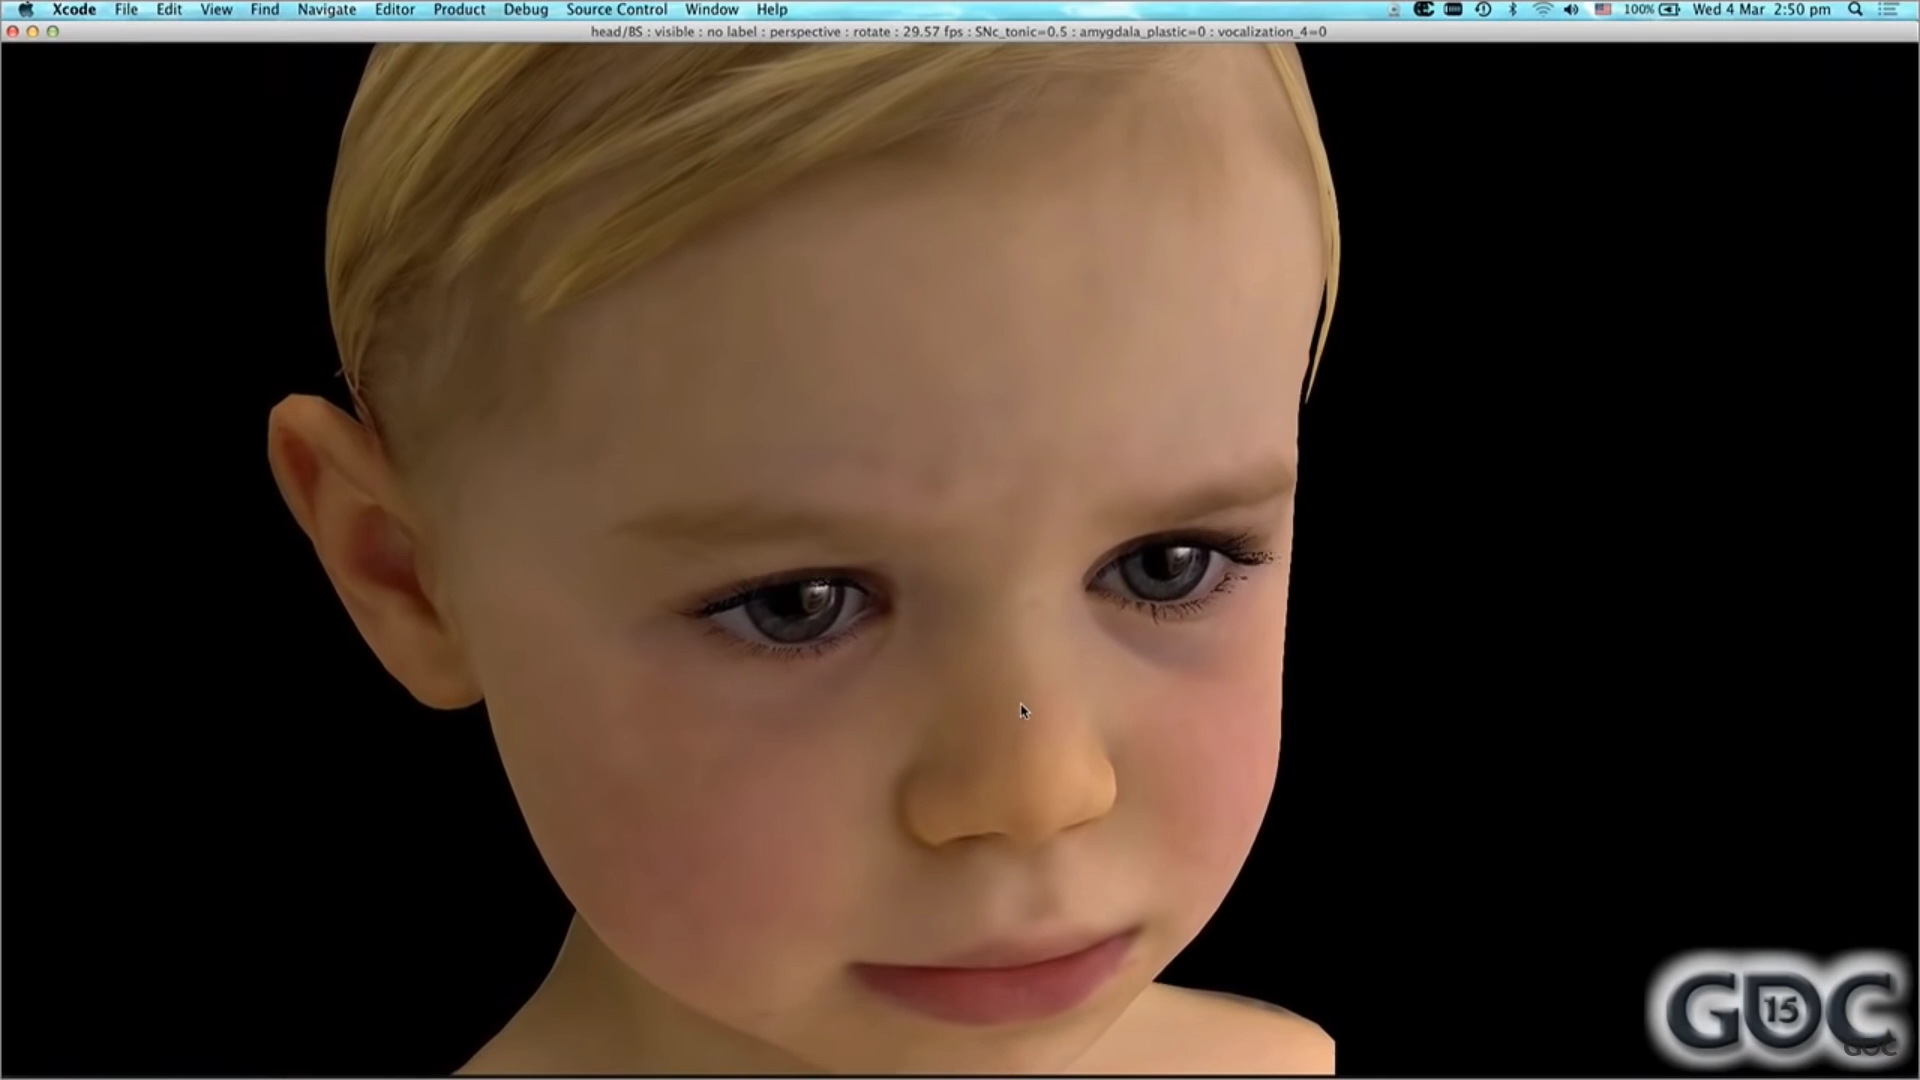 Xcode File Edit View Find Navigate Editor Product Debug Source Control Window Help 100% Wed 4 Mar 2:50 pm
head/BS : visible : no label : perspective : rotate : 29.57 fps : SNc_tonic=0.5 : amygdala_plastic=0 : vocalization_4=0
GDC
15
GDC